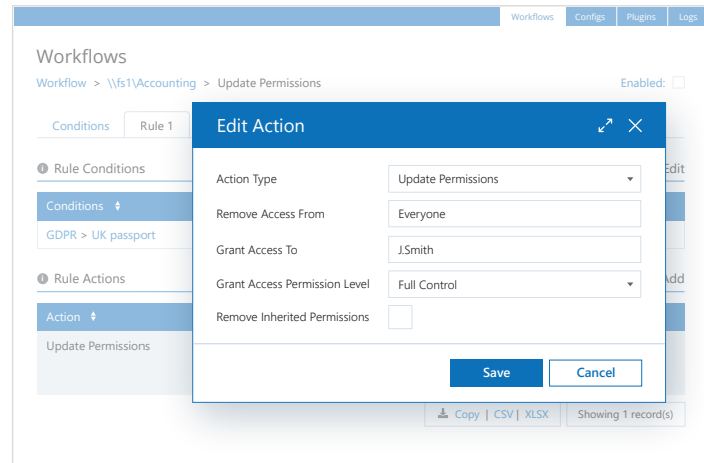 Workflows Configs Plugins Logs
Workflows
Workflow > \\fs1\Accounting > Update Permissions Enabled:
Conditions Rule 1
Edit Action
Rule Conditions Edit
Action Type Update Permissions
Conditions
Remove Access From Everyone
GDPR > UK passport
Grant Access To J.Smith
Rule Actions Add
Grant Access Permission Level Full Control
Action
Remove Inherited Permissions
Update Permissions
Save Cancel
Copy | CSV | XLSX Showing 1 record(s)